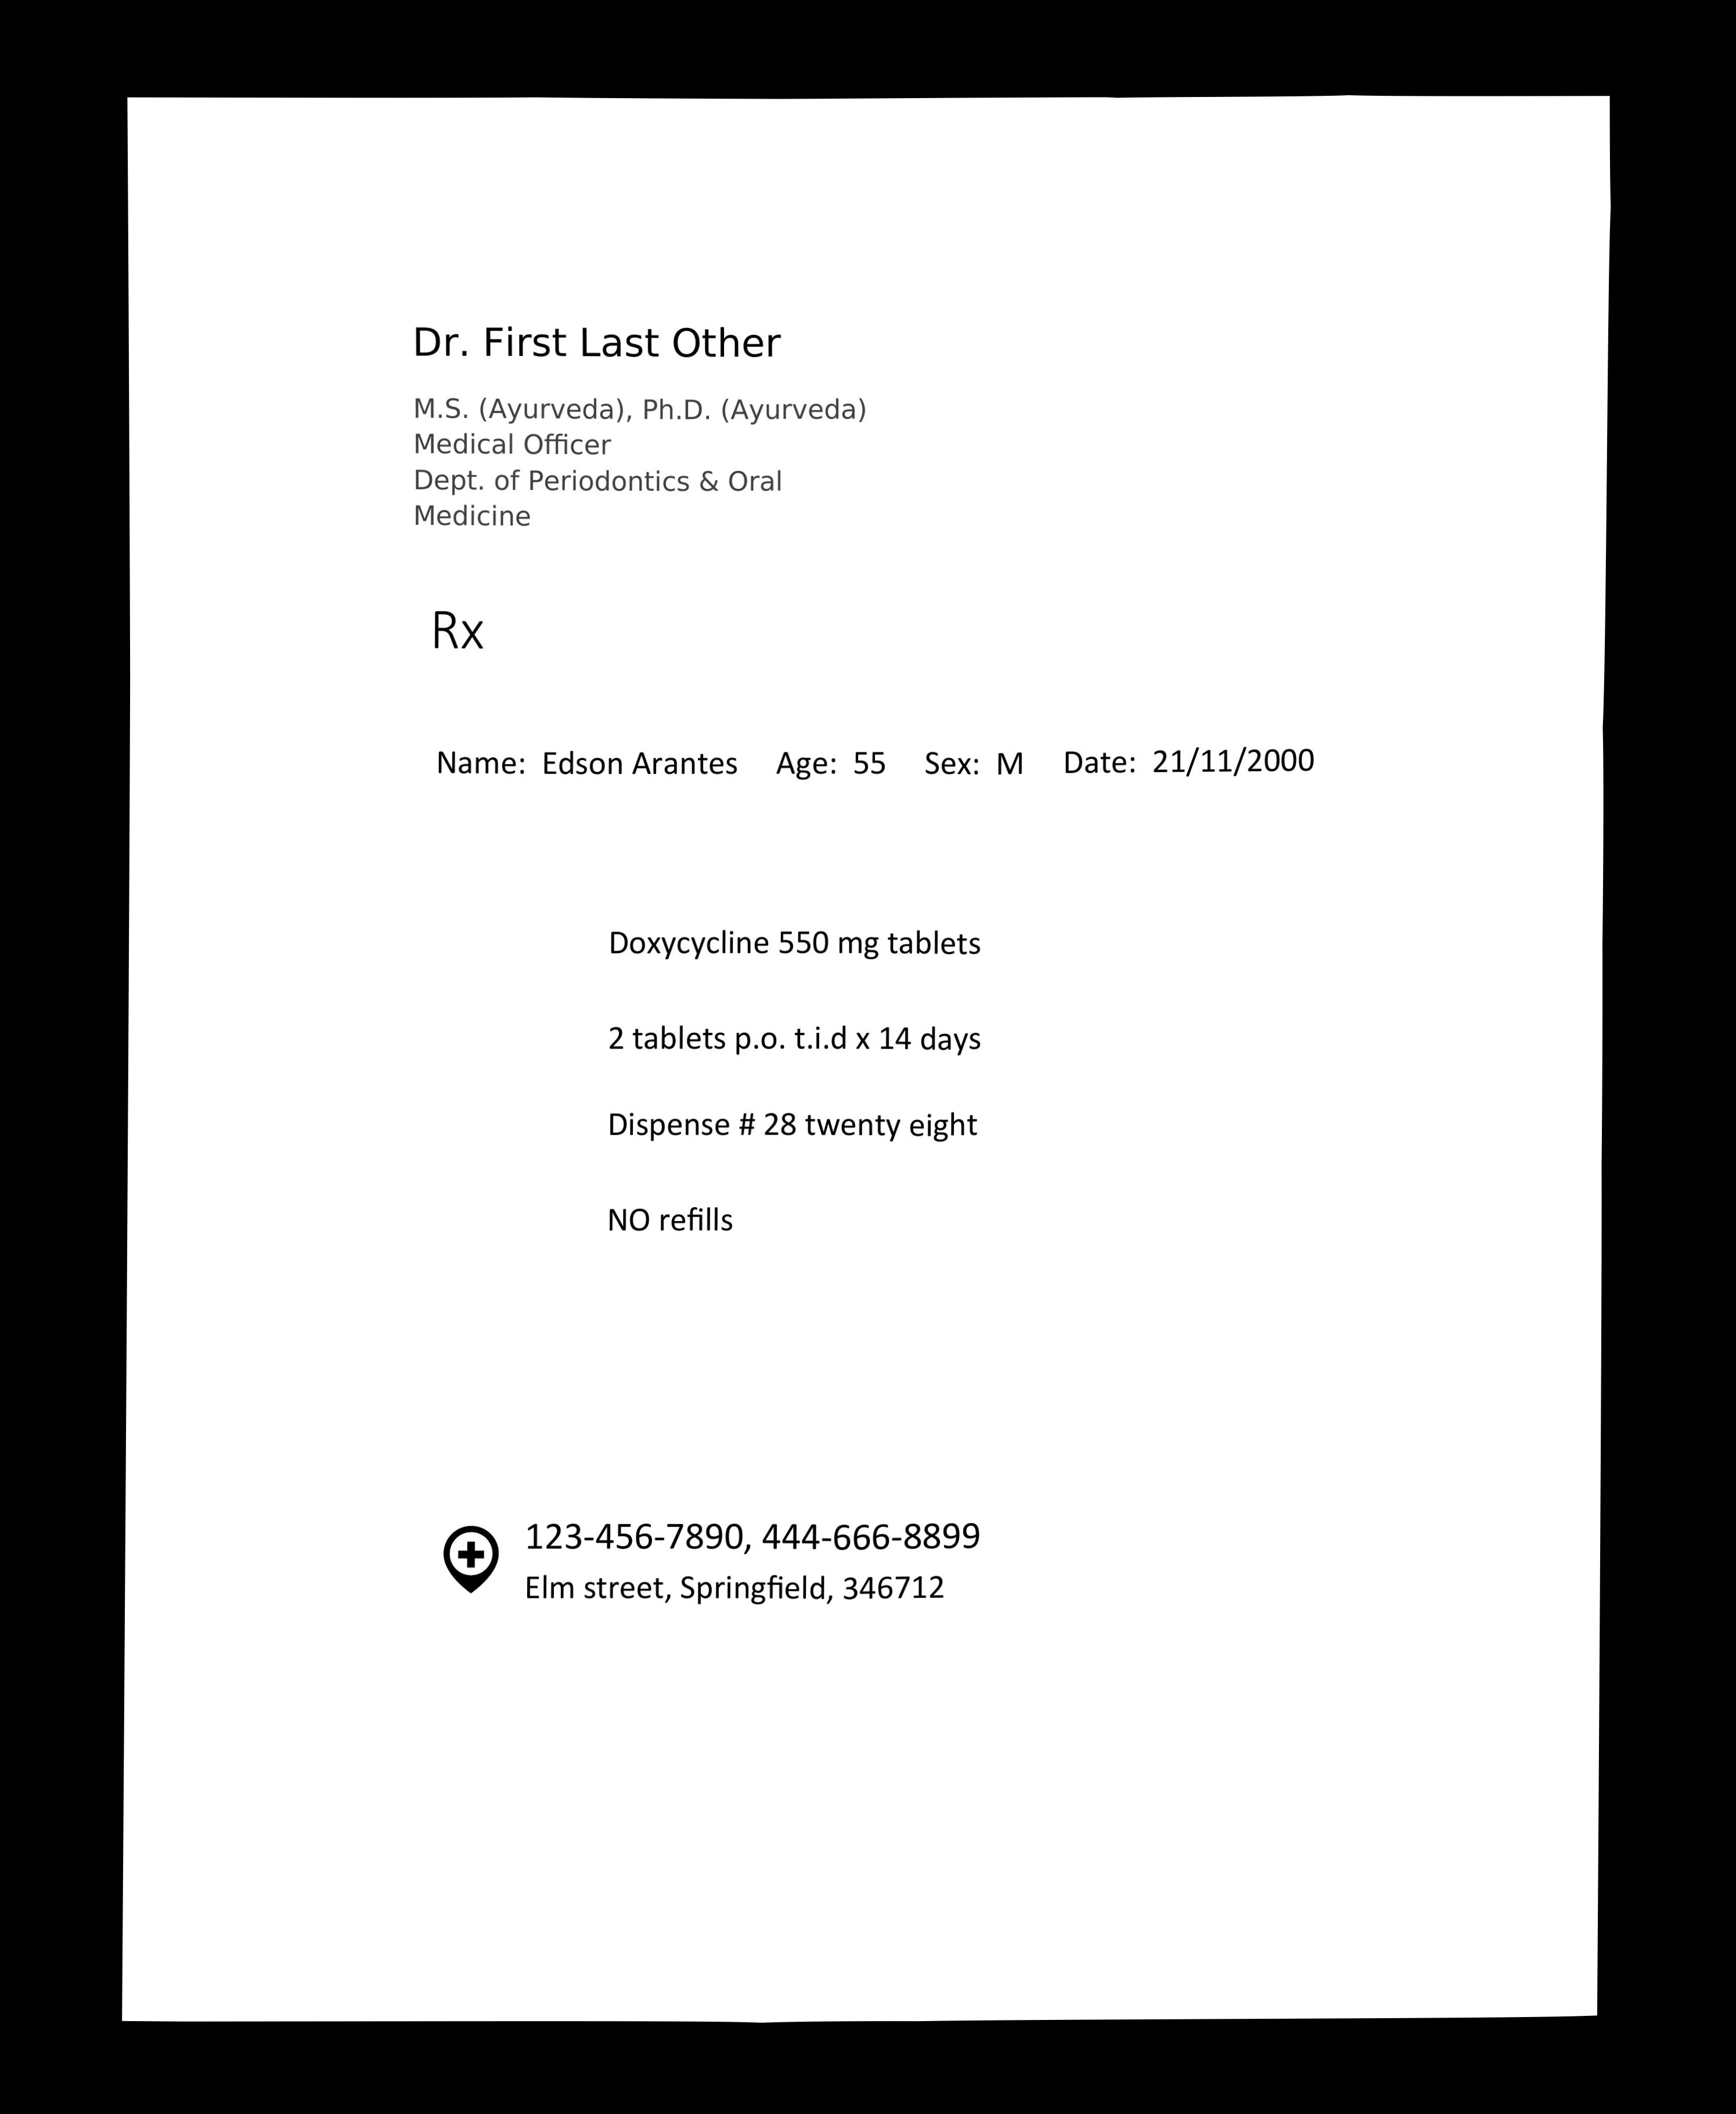 Dr. First Last Other
M.S. (Ayurveda), Ph.D. (Ayurveda)
Medical Officer
Dept. of Periodontics & Oral
Medicine
Rx
Name: Edson Arantes Age: 55 Sex: M Date: 21/11/2000
Doxycycline 550 mg tablets
2 tablets p.o. t.i.d x 14 days
Dispense # 28 twenty eight
NO refills
123-456-7890, 444-666-8899
Elm street, Springfield, 346712